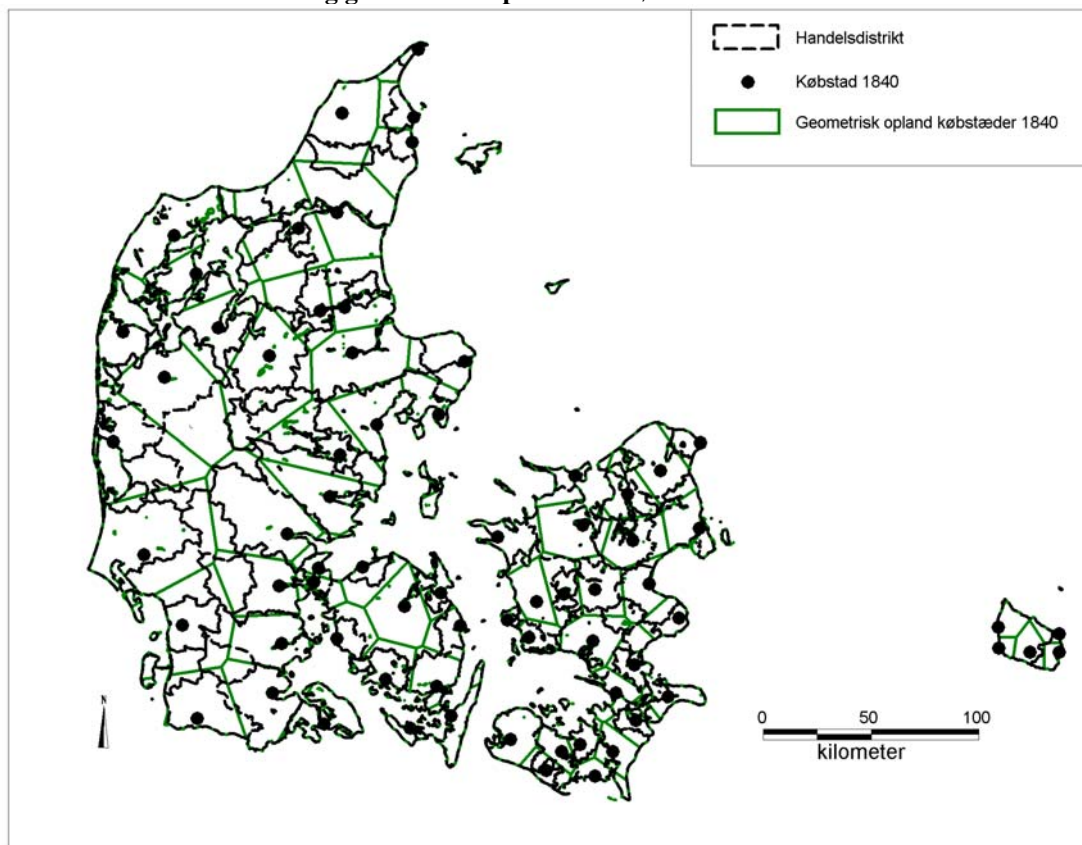 Handelsdistrikt
Købstad 1840
Geometrisk opland købstæder 1840
N
0 50 100
kilometer